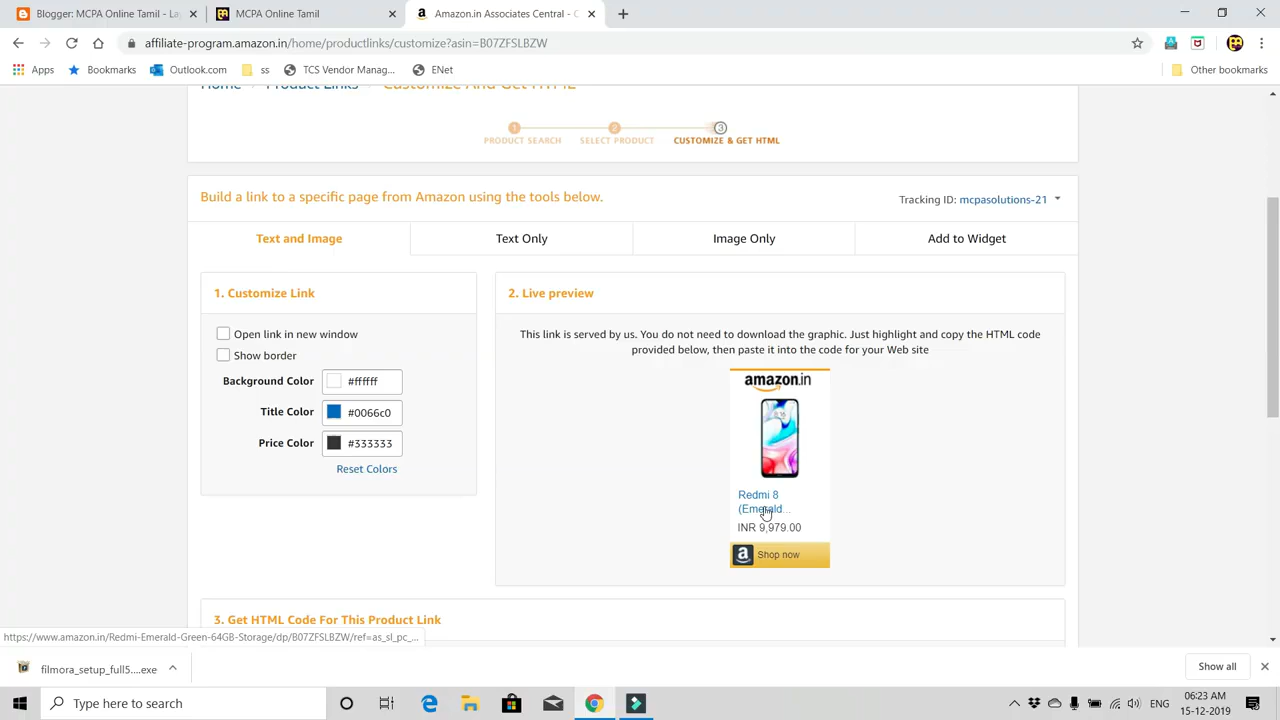 Blogger: MCPA Online Tamil - La
MCPA Online Tamil
Amazon.in Associates Central - C
affiliate-program.amazon.in/home/productlinks/customize?asin=B07ZFSLBZW
Apps
Bookmarks
Outlook.com
ss
TCS Vendor Manag...
ENet
Other bookmarks
Home
Product Links
Customize And Get HTML
1
2
3
PRODUCT SEARCH
SELECT PRODUCT
CUSTOMIZE & GET HTML
Build a link to a specific page from Amazon using the tools below.
Tracking ID: mcpasolutions-21
Text and Image
Text Only
Image Only
Add to Widget
1. Customize Link
2. Live preview
Open link in new window
Show border
Background Color
#ffffff
Title Color
#0066c0
Price Color
#333333
Reset Colors
This link is served by us. You do not need to download the graphic. Just highlight and copy the HTML code
provided below, then paste it into the code for your Web site
amazon.in
Redmi 8
(Emerald...
INR 9,979.00
Shop now
3. Get HTML Code For This Product Link
https://www.amazon.in/Redmi-Emerald-Green-64GB-Storage/dp/B07ZFSLBZW/ref=as_sl_pc_...
filmora_setup_full5....exe
Show all
Type here to search
ENG
06:23 AM
15-12-2019